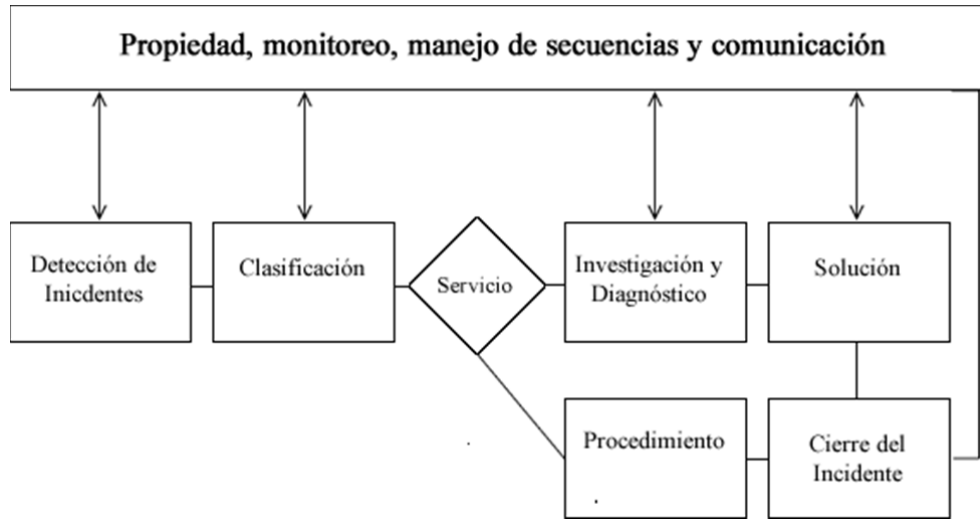 Propiedad, monitoreo, manejo de secuencias y comunicación
Detección de
Inicdentes
Clasificación
Servicio
Investigación y
Diagnóstico
Solución
Procedimiento
Cierre del
Incidente